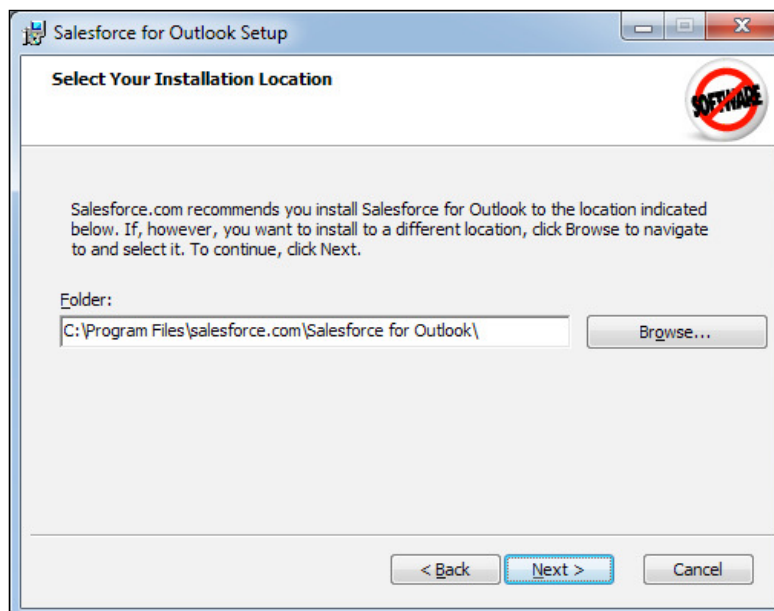 Salesforce for Outlook Setup
Select Your Installation Location
SOFTWARE
Salesforce.com recommends you install Salesforce for Outlook to the location indicated
below. If, however, you want to install to a different location, click Browse to navigate
to and select it. To continue, click Next.
Folder:
C:\Program Files\salesforce.com\Salesforce for Outlook\
Browse...
< Back
Next >
Cancel